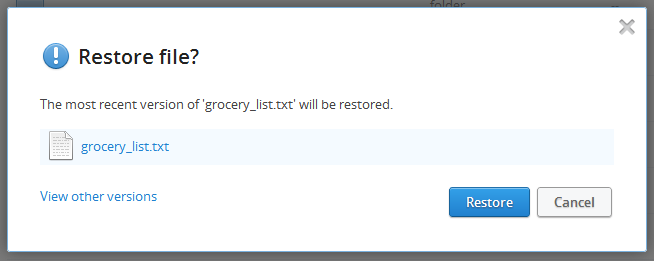 folder
Restore file?
The most recent version of 'grocery_list.txt' will be restored.
grocery_list.txt
View other versions
Restore
Cancel